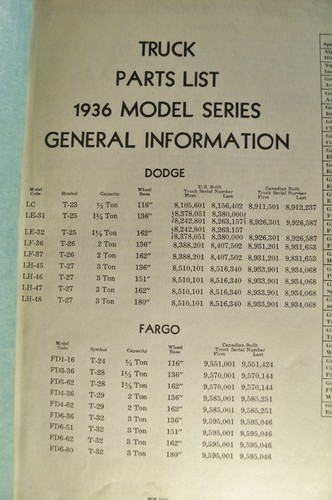 TRUCK
PARTS LIST
1936 MODEL SERIES
GENERAL INFORMATION
DODGE
Model Code Symbol Capacity Wheel Base U.S. Built Truck Serial Number First Last Canadian Built Truck Serial Number First Last
LC T-23 ½ Ton 116" 8,105,601 8,156,402 8,911,501 8,912,237
LE-31 T-25 1½ Ton 136" {8,378,051 8,380,000}
{8,242,801 8,263,157} 8,926,301 8,926,587
LE-32 T-25 1½ Ton 162" {8,242,801 8,263,157
{8,378,051 8,380,000 8,926,301 8,926,587
LF-36 T-26 2 Ton 136" 8,388,201 8,407,502 8,931,201 8,931,653
LF-37 T-26 2 Ton 162" 8,388,201 8,407,502 8,931,201 8,931,653
LH-45 T-27 3 Ton 136" 8,510,101 8,516,340 8,933,901 8,934,068
LH-46 T-27 3 Ton 151" 8,510,101 8,516,340 8,933,901 8,934,068
LH-47 T-27 3 Ton 162" 8,510,101 8,516,340 8,933,901 8,934,068
LH-48 T-27 3 Ton 180" 8,510,101 8,516,340 8,933,901 8,934,068
FARGO
Model Code Symbol Capacity Wheel Base Canadian Built Truck Serial Number First Last
FD1-16 T-24 ½ Ton 116" 9,551,001 9,551,424
FD3-36 T-28 1½ Ton 136" 9,570,001 9,570,144
FD3-62 T-28 1½ Ton 162" 9,570,001 9,570,144
FD4-36 T-29 2 Ton 136" 9,585,001 9,585,251
FD4-62 T-29 2 Ton 162" 9,585,001 9,585,251
FD6-36 T-32 3 Ton 136" 9,595,001 9,595,046
FD6-51 T-32 3 Ton 151" 9,595,001 9,595,046
FD6-62 T-32 3 Ton 162" 9,595,001 9,595,046
FD6-80 T-32 3 Ton 180" 9,595,001 9,595,046